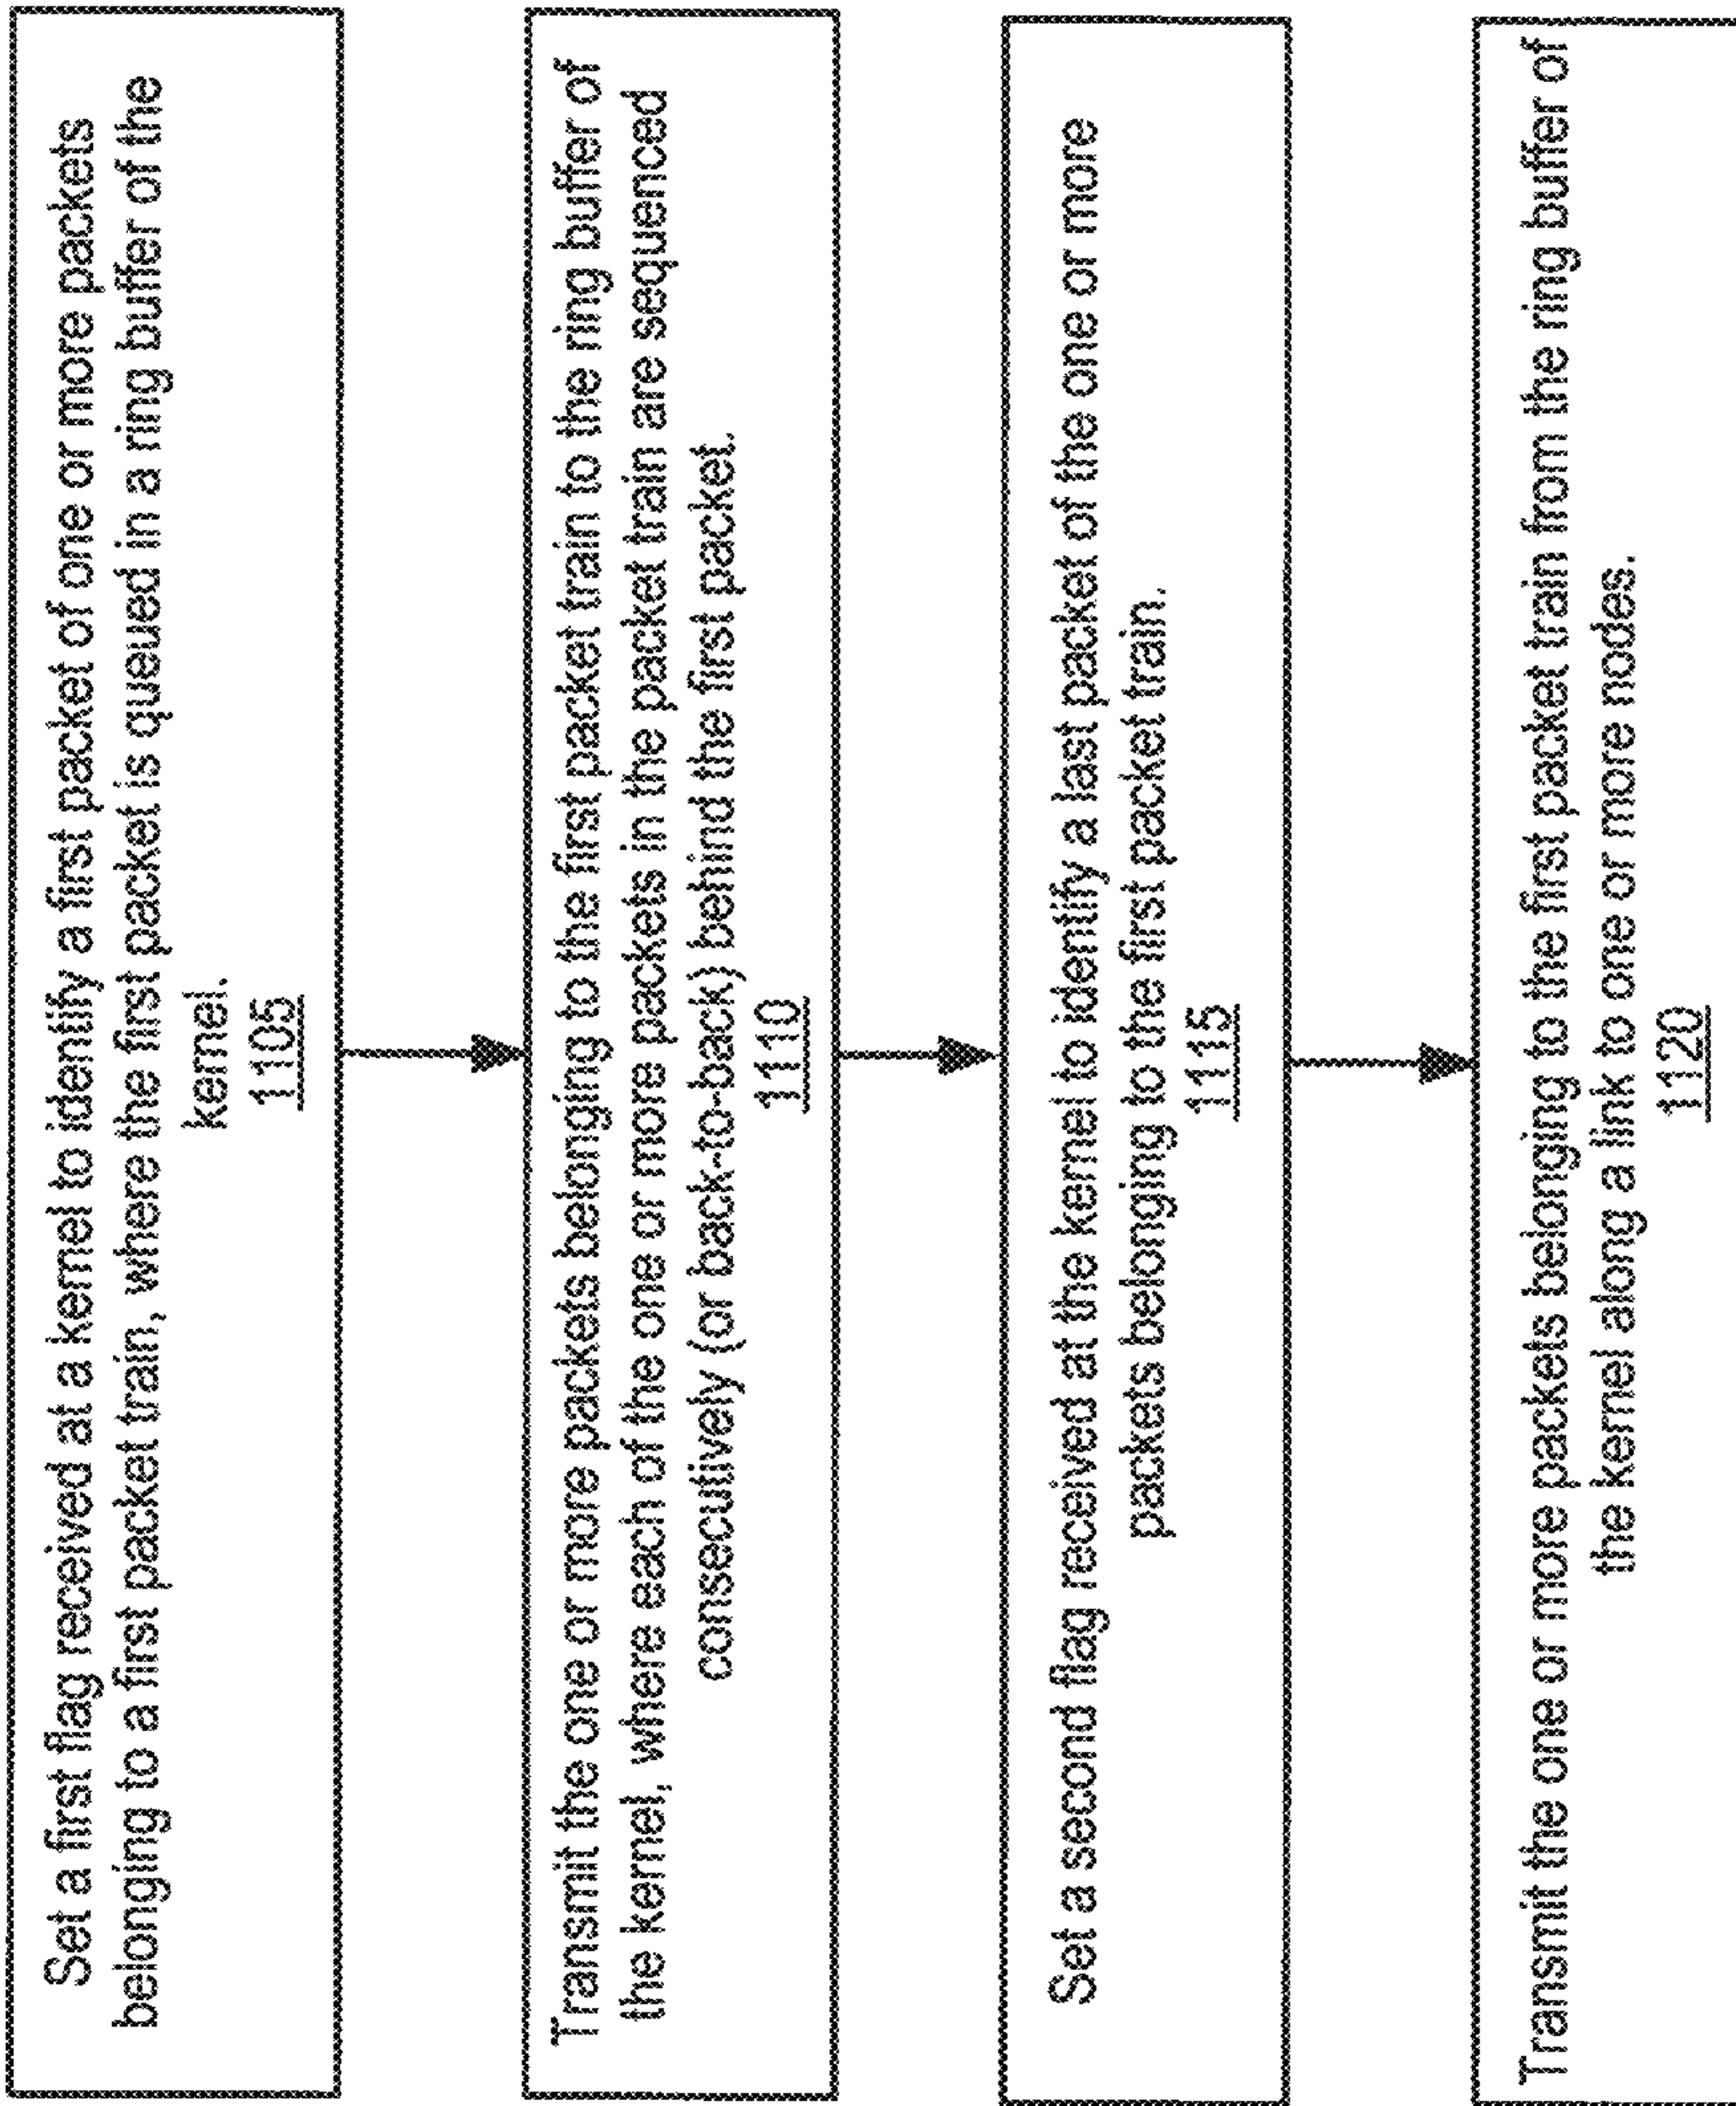 Set a first flag received at a kernel to identify a first packet of one or more packets
belonging to a first packet train, where the first packet is queued in a ring buffer of the
kernel.
1105
Transmit the one or more packets belonging to the first packet train to the ring buffer of
the kernel, where each of the one or more packets in the packet train are sequenced
consecutively (or back-to-back) behind the first packet.
1110
Set a second flag received at the kernel to identify a last packet of the one or more
packets belonging to the first packet train.
1115
Transmit the one or more packets belonging to the first packet train from the ring buffer of
the kernel along a link to one or more nodes.
1120